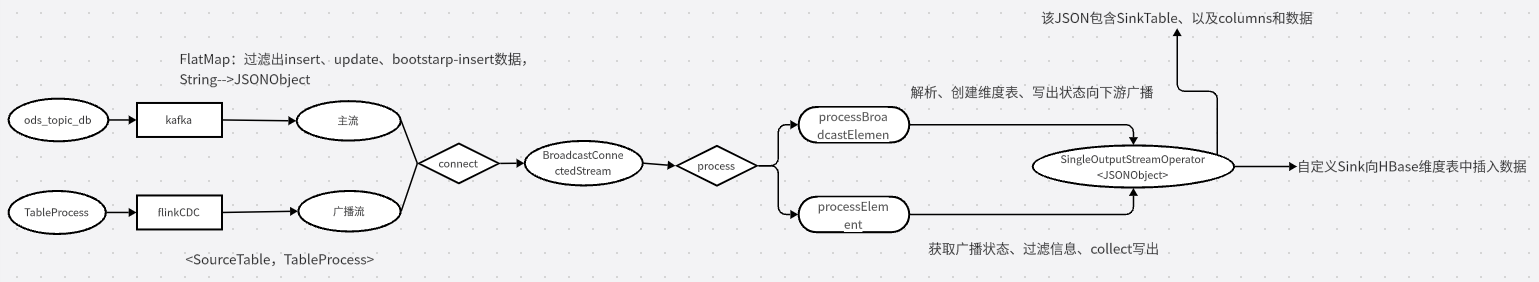 该JSON包含SinkTable、以及columns和数据
FlatMap：过滤出insert、update、bootstarp-insert数据，
String-->JSONObject
解析、创建维度表、写出状态向下游广播
ods_topic_db
kafka
主流
processBroa
dcastElemen
connect
BroadcastConne
ctedStream
process
SingleOutputStreamOperator
<JSONObject>
自定义Sink向HBase维度表中插入数据
TableProcess
flinkCDC
广播流
processElem
ent
获取广播状态、过滤信息、collect写出
<SourceTable，TableProcess>